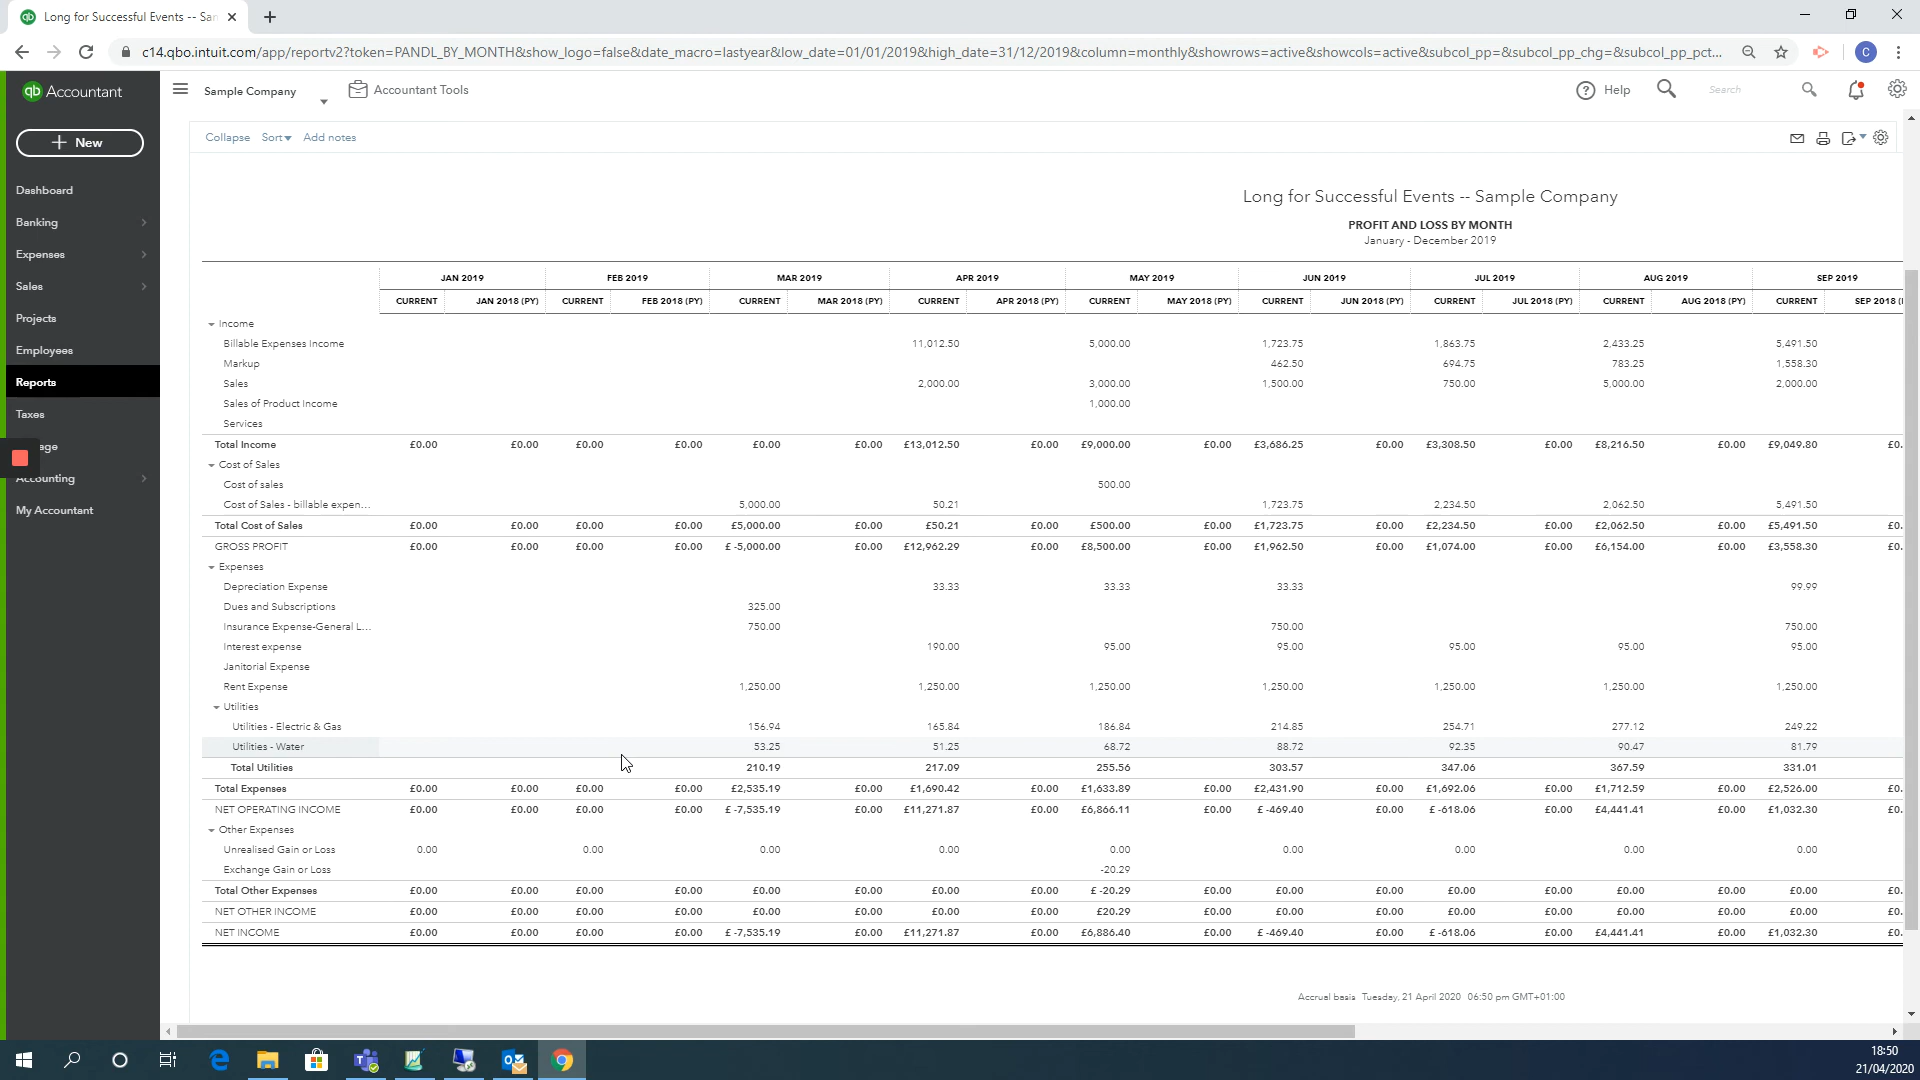 Long for Successful Events -- Sam
c14.qbo.intuit.com/app/reportv2?token=PANDL_BY_MONTH&show_logo=false&date_macro=lastyear&low_date=01/01/2019&high_date=31/12/2019&column=monthly&showrows=active&showcols=active&subcol_pp=&subcol_pp_chg=&subcol_pp_pct...
C
qb Accountant
Sample Company
Accountant Tools
Help
Search
New
Dashboard
Banking
Expenses
Sales
Projects
Employees
Reports
Taxes
age
Accounting
My Accountant
Collapse Sort Add notes
Long for Successful Events -- Sample Company
PROFIT AND LOSS BY MONTH
January - December 2019
JAN 2019 FEB 2019 MAR 2019 APR 2019 MAY 2019 JUN 2019 JUL 2019 AUG 2019 SEP 2019
CURRENT JAN 2018 (PY) CURRENT FEB 2018 (PY) CURRENT MAR 2018 (PY) CURRENT APR 2018 (PY) CURRENT MAY 2018 (PY) CURRENT JUN 2018 (PY) CURRENT JUL 2018 (PY) CURRENT AUG 2018 (PY) CURRENT SEP 2018 (
Income
Billable Expenses Income 11,012.50 5,000.00 1,723.75 1,863.75 2,433.25 5,491.50
Markup 462.50 694.75 783.25 1,558.30
Sales 2,000.00 3,000.00 1,500.00 750.00 5,000.00 2,000.00
Sales of Product Income 1,000.00
Services
Total Income £0.00 £0.00 £0.00 £0.00 £0.00 £0.00 £13,012.50 £0.00 £9,000.00 £0.00 £3,686.25 £0.00 £3,308.50 £0.00 £8,216.50 £0.00 £9,049.80 £0.
Cost of Sales
Cost of sales 500.00
Cost of Sales - billable expen... 5,000.00 50.21 1,723.75 2,234.50 2,062.50 5,491.50
Total Cost of Sales £0.00 £0.00 £0.00 £0.00 £5,000.00 £0.00 £50.21 £0.00 £500.00 £0.00 £1,723.75 £0.00 £2,234.50 £0.00 £2,062.50 £0.00 £5,491.50 £0.
GROSS PROFIT £0.00 £0.00 £0.00 £0.00 £ -5,000.00 £0.00 £12,962.29 £0.00 £8,500.00 £0.00 £1,962.50 £0.00 £1,074.00 £0.00 £6,154.00 £0.00 £3,558.30 £0.
Expenses
Depreciation Expense 33.33 33.33 33.33 99.99
Dues and Subscriptions 325.00
Insurance Expense-General L... 750.00 750.00 750.00
Interest expense 190.00 95.00 95.00 95.00 95.00 95.00
Janitorial Expense
Rent Expense 1,250.00 1,250.00 1,250.00 1,250.00 1,250.00 1,250.00 1,250.00
Utilities
Utilities - Electric & Gas 156.94 165.84 186.84 214.85 254.71 277.12 249.22
Utilities - Water 53.25 51.25 68.72 88.72 92.35 90.47 81.79
Total Utilities 210.19 217.09 255.56 303.57 347.06 367.59 331.01
Total Expenses £0.00 £0.00 £0.00 £0.00 £2,535.19 £0.00 £1,690.42 £0.00 £1,633.89 £0.00 £2,431.90 £0.00 £1,692.06 £0.00 £1,712.59 £0.00 £2,526.00 £0.
NET OPERATING INCOME £0.00 £0.00 £0.00 £0.00 £ -7,535.19 £0.00 £11,271.87 £0.00 £6,866.11 £0.00 £ -469.40 £0.00 £ -618.06 £0.00 £4,441.41 £0.00 £1,032.30 £0.
Other Expenses
Unrealised Gain or Loss 0.00 0.00 0.00 0.00 0.00 0.00 0.00 0.00 0.00
Exchange Gain or Loss -20.29
Total Other Expenses £0.00 £0.00 £0.00 £0.00 £0.00 £0.00 £0.00 £0.00 £ -20.29 £0.00 £0.00 £0.00 £0.00 £0.00 £0.00 £0.00 £0.00 £0.
NET OTHER INCOME £0.00 £0.00 £0.00 £0.00 £0.00 £0.00 £0.00 £0.00 £20.29 £0.00 £0.00 £0.00 £0.00 £0.00 £0.00 £0.00 £0.00 £0.
NET INCOME £0.00 £0.00 £0.00 £0.00 £ -7,535.19 £0.00 £11,271.87 £0.00 £6,886.40 £0.00 £ -469.40 £0.00 £ -618.06 £0.00 £4,441.41 £0.00 £1,032.30 £0.
Accrual basis Tuesday, 21 April 2020 06:50 pm GMT+01:00
18:50
21/04/2020